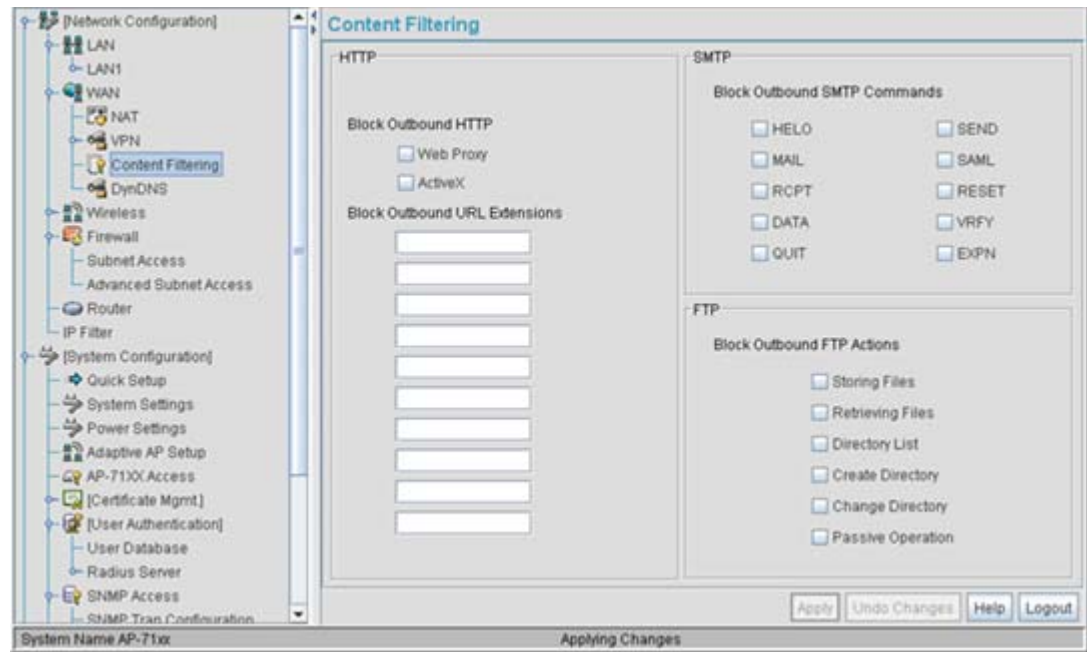 [Network Configuration]
LAN
LAN1
WAN
NAT
VPN
Content Filtering
DynDNS
Wireless
Firewall
Subnet Access
Advanced Subnet Access
Router
IP Filter
[System Configuration]
Quick Setup
System Settings
Power Settings
Adaptive AP Setup
AP-71XX Access
[Certificate Mgmt.]
[User Authentication]
User Database
Radius Server
SNMP Access
SNMP Trap Configuration
Content Filtering
HTTP
Block Outbound HTTP
Web Proxy
ActiveX
Block Outbound URL Extensions
SMTP
Block Outbound SMTP Commands
HELO
SEND
MAIL
SAML
RCPT
RESET
DATA
VRFY
QUIT
EXPN
FTP
Block Outbound FTP Actions
Storing Files
Retrieving Files
Directory List
Create Directory
Change Directory
Passive Operation
Apply
Undo Changes
Help
Logout
System Name AP-71xx
Applying Changes